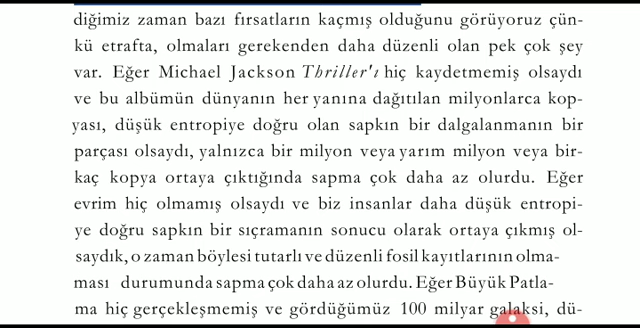 diğimiz zaman bazı fırsatların kaçmış olduğunu görüyoruz çün-
kü etrafta, olmaları gerekenden daha düzenli olan pek çok şey
var. Eğer Michael Jackson Thriller'ı hiç kaydetmemiş olsaydı
ve bu albümün dünyanın her yanına dağıtılan milyonlarca kop-
yası, düşük entropiye doğru olan sapkın bir dalgalanmanın bir
parçası olsaydı, yalnızca bir milyon veya yarım milyon veya bir-
kaç kopya ortaya çıktığında sapma çok daha az olurdu. Eğer
evrim hiç olmamış olsaydı ve biz insanlar daha düşük entropi-
ye doğru sapkın bir sıçramanın sonucu olarak ortaya çıkmış ol-
saydık, o zaman böylesi tutarlı ve düzenli fosil kayıtlarının olma-
ması durumunda sapma çok daha az olurdu. Eğer Büyük Patla-
ma hiç gerçekleşmemiş ve gördüğümüz 100 milyar galaksi, dü-